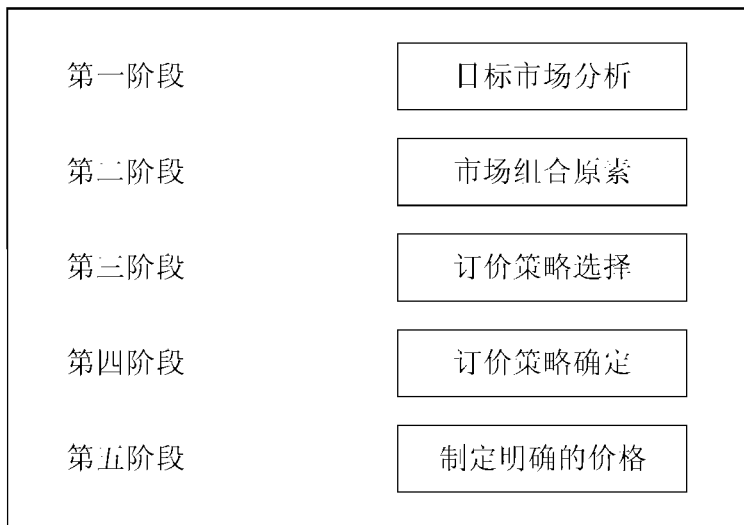 第一阶段 目标市场分析
第二阶段 市场组合原素
第三阶段 订价策略选择
第四阶段 订价策略确定
第五阶段 制定明确的价格